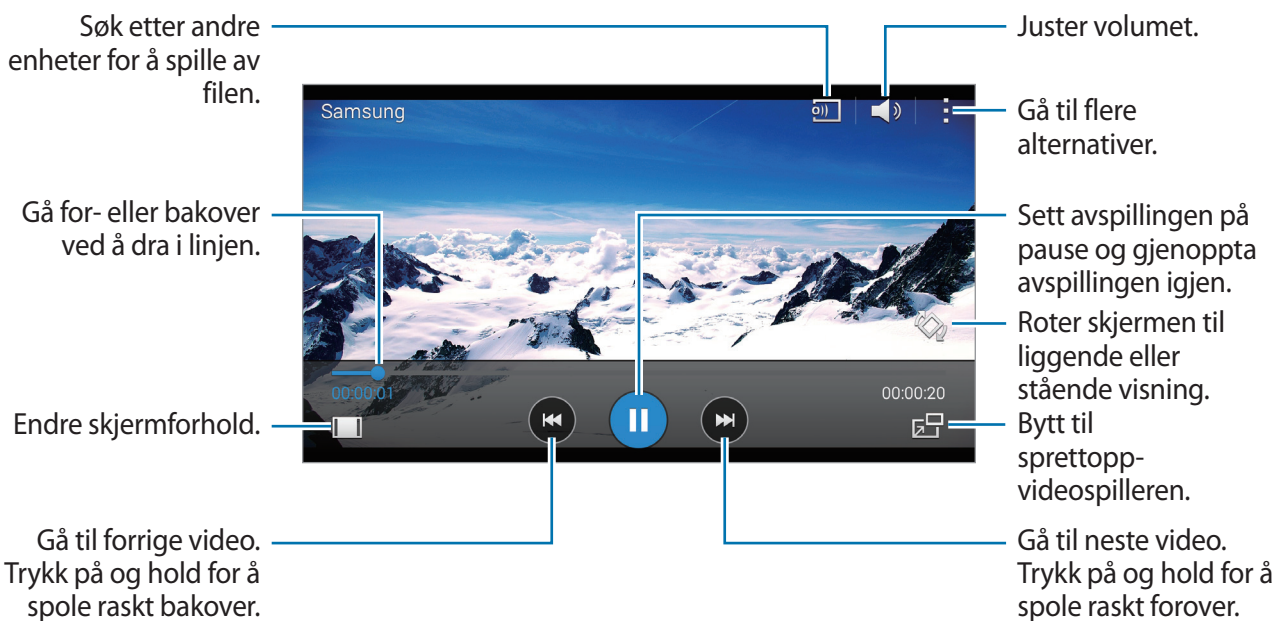 Søk etter andre
enheter for å spille av
filen.
Juster volumet.
Samsung
Gå til flere
alternativer.
Gå for- eller bakover
ved å dra i linjen.
Sett avspillingen på
pause og gjenoppta
avspillingen igjen.
Roter skjermen til
liggende eller
stående visning.
00:00:01
00:00:20
Endre skjermforhold.
Bytt til
sprettopp-
videospilleren.
Gå til forrige video.
Trykk på og hold for å
spole raskt bakover.
Gå til neste video.
Trykk på og hold for å
spole raskt forover.